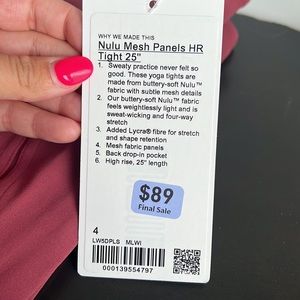 WHY WE MADE THIS
Nulu Mesh Panels HR
Tight 25"
1. Sweaty practice never felt so
good. These yoga tights are
made from buttery-soft Nulu™
fabric with subtle mesh details
2. Our buttery-soft Nulu™ fabric
feels weightlessly light and is
sweat-wicking and four-way
stretch
3. Added Lycra® fibre for stretch
and shape retention
4. Mesh fabric panels
5. Back drop-in pocket
6. High rise, 25" length
$89
Final Sale
4
LW5DPLS MLWI
000139554797